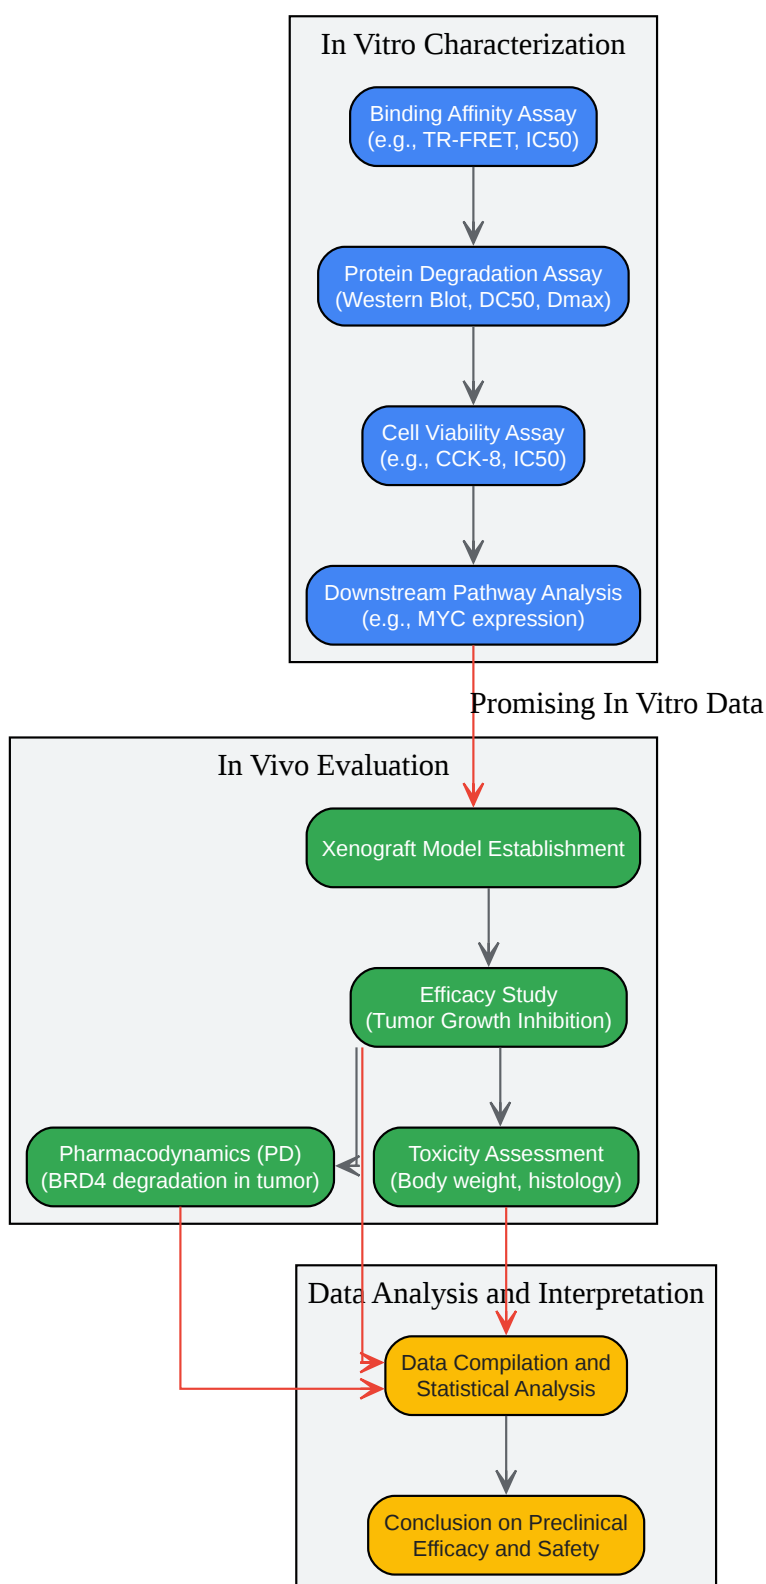 In Vitro Characterization
Binding Affinity Assay
(e.g., TR-FRET, IC50)
Protein Degradation Assay
(Western Blot, DC50, Dmax)
Cell Viability Assay
(e.g., CCK-8, IC50)
Downstream Pathway Analysis
(e.g., MYC expression)
Promising In Vitro Data
In Vivo Evaluation
Xenograft Model Establishment
Efficacy Study
(Tumor Growth Inhibition)
Pharmacodynamics (PD)
(BRD4 degradation in tumor)
Toxicity Assessment
(Body weight, histology)
Data Analysis and Interpretation
Data Compilation and
Statistical Analysis
Conclusion on Preclinical
Efficacy and Safety